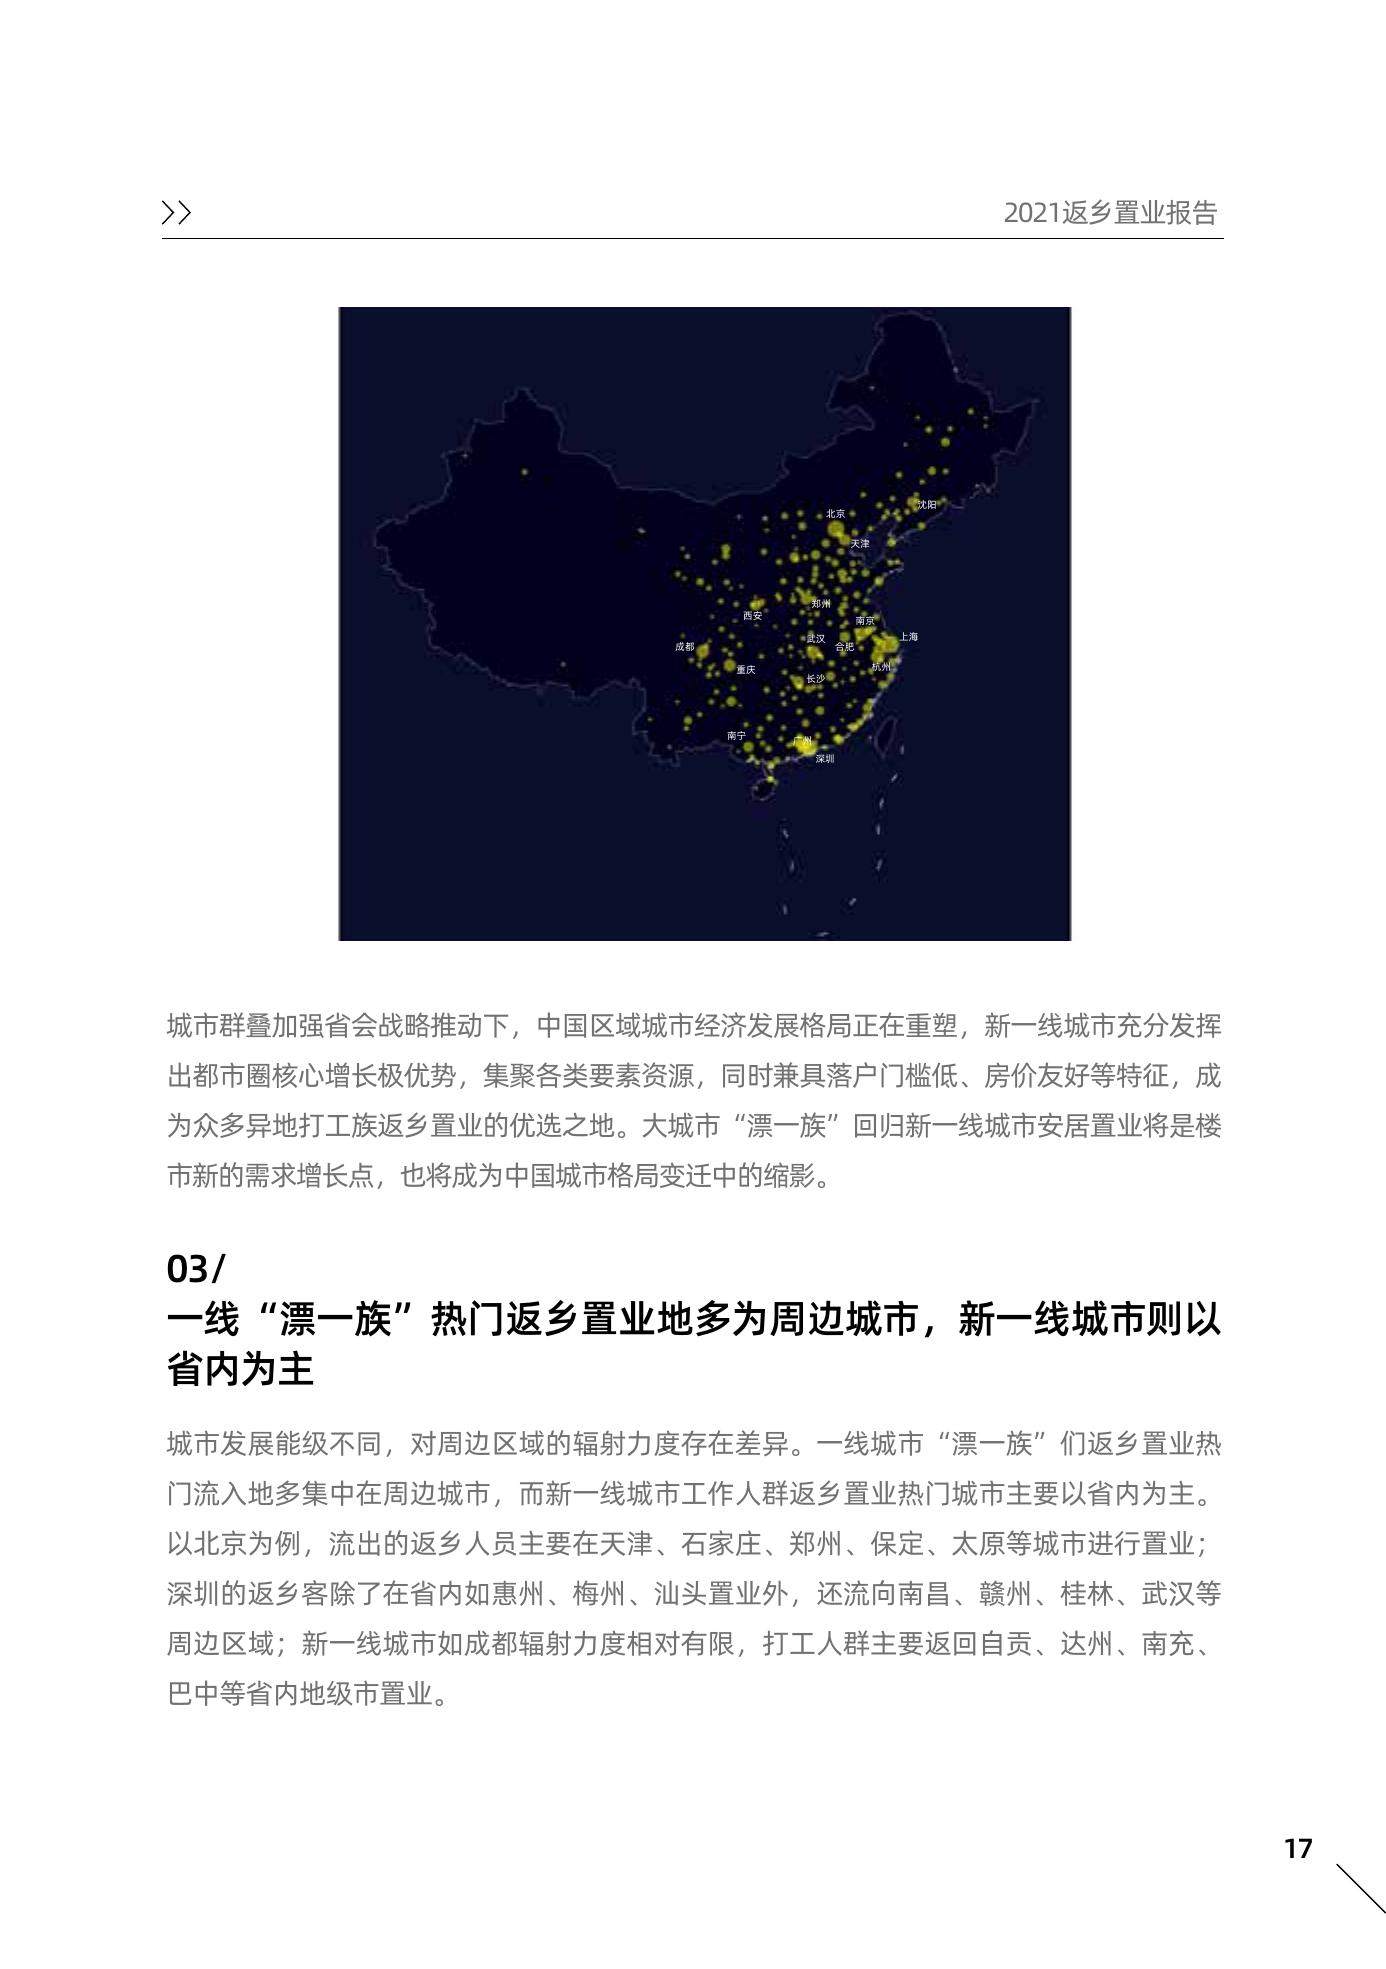 2021返乡置业报告
沈阳
北京
天津
郑州
西安
南京
武汉
上海
成都
合肥
杭州
重庆
长沙
南宁
广州
深圳
城市群叠加强省会战略推动下，中国区域城市经济发展格局正在重塑，新一线城市充分发挥
出都市圈核心增长极优势，集聚各类要素资源，同时兼具落户门槛低、房价友好等特征，成
为众多异地打工族返乡置业的优选之地。大城市“漂一族”回归新一线城市安居置业将是楼
市新的需求增长点，也将成为中国城市格局变迁中的缩影。
03/
一线“漂一族”热门返乡置业地多为周边城市，新一线城市则以
省内为主
城市发展能级不同，对周边区域的辐射力度存在差异。一线城市“漂一族”们返乡置业热
门流入地多集中在周边城市，而新一线城市工作人群返乡置业热门城市主要以省内为主。
以北京为例，流出的返乡人员主要在天津、石家庄、郑州、保定、太原等城市进行置业；
深圳的返乡客除了在省内如惠州、梅州、汕头置业外，还流向南昌、赣州、桂林、武汉等
周边区域；新一线城市如成都辐射力度相对有限，打工人群主要返回自贡、达州、南充、
巴中等省内地级市置业。
17